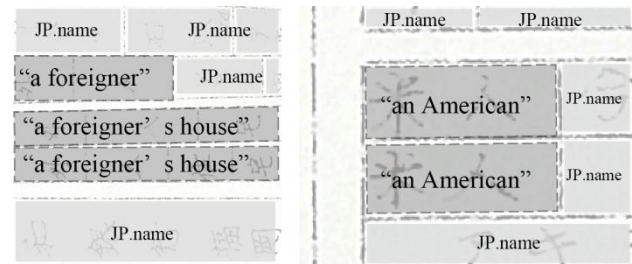 JP.name JP.name
“a foreigner” JP.name
“a foreigner’ s house”
“a foreigner’ s house”
JP.name
JP.name JP.name
“an American” JP.name
“an American” JP.name
JP.name